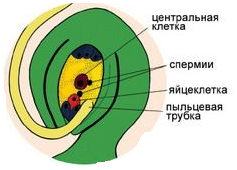 центральная
клетка
спермии
яйцеклетка
пыльцевая
трубка